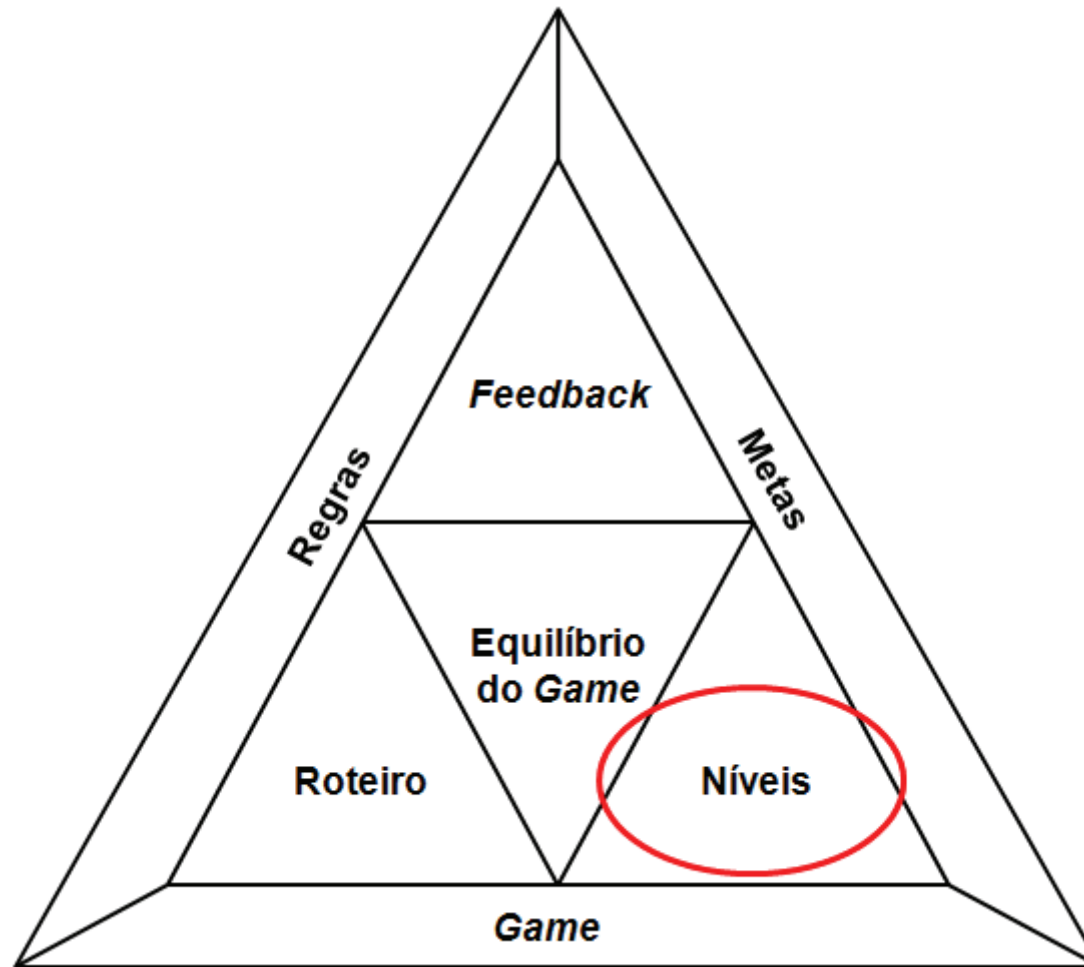 Feedback
Regras
Metas
Equilíbrio
do Game
Roteiro
Níveis
Game